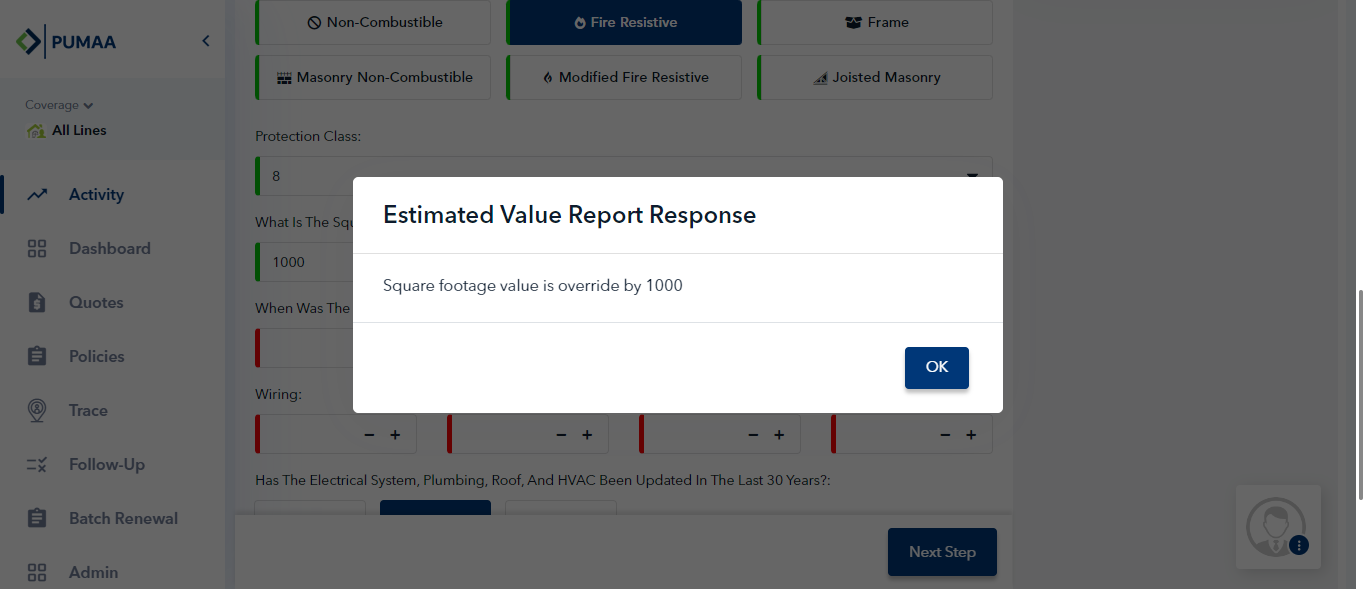 PUMAA
Coverage
All Lines
Activity
Dashboard
Quotes
Policies
Trace
Follow-Up
Batch Renewal
Admin
Non-Combustible
Fire Resistive
Frame
Masonry Non-Combustible
Modified Fire Resistive
Joisted Masonry
Protection Class:
8
What Is The Squ
1000
When Was The
Wiring:
Has The Electrical System, Plumbing, Roof, And HVAC Been Updated In The Last 30 Years?:
Next Step
Estimated Value Report Response
Square footage value is override by 1000
OK